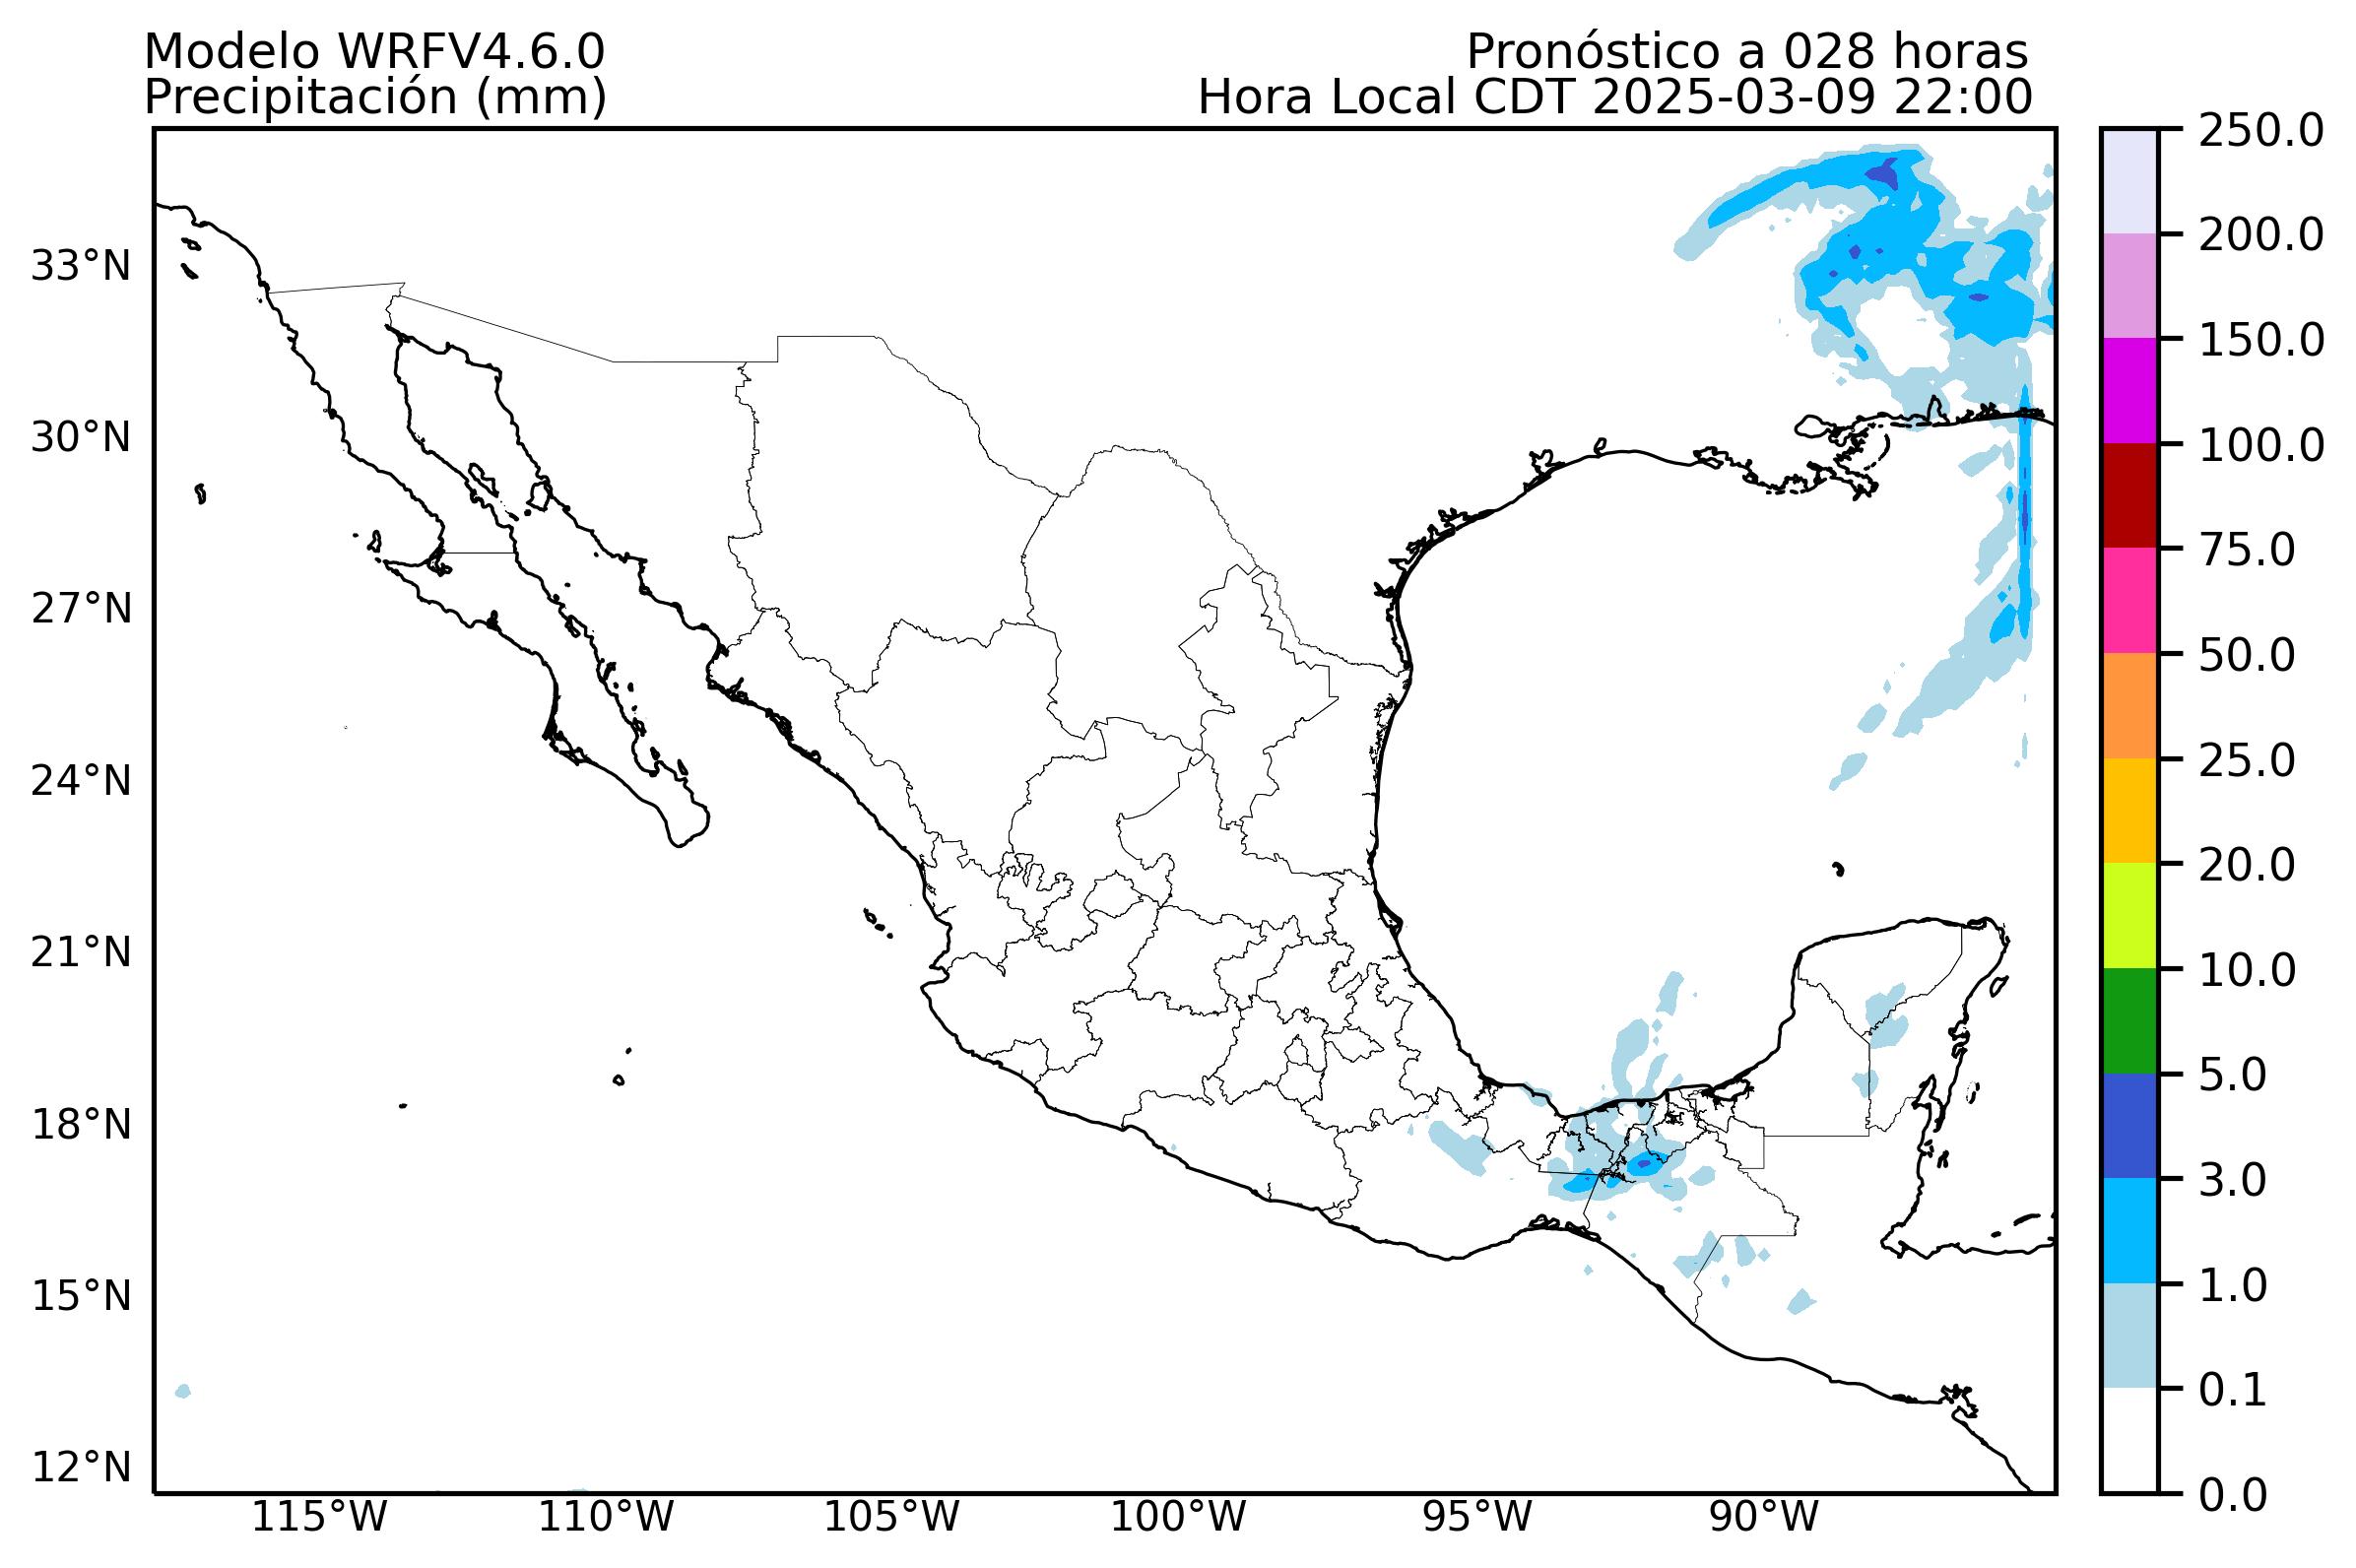 Modelo WRFV4.6.0
Precipitación (mm)
Pronóstico a 028 horas
Hora Local CDT 2025-03-09 22:00
33°N
30°N
27°N
24°N
21°N
18°N
15°N
12°N
115°W
110°W
105°W
100°W
95°W
90°W
250.0
200.0
150.0
100.0
75.0
50.0
25.0
20.0
10.0
5.0
3.0
1.0
0.1
0.0